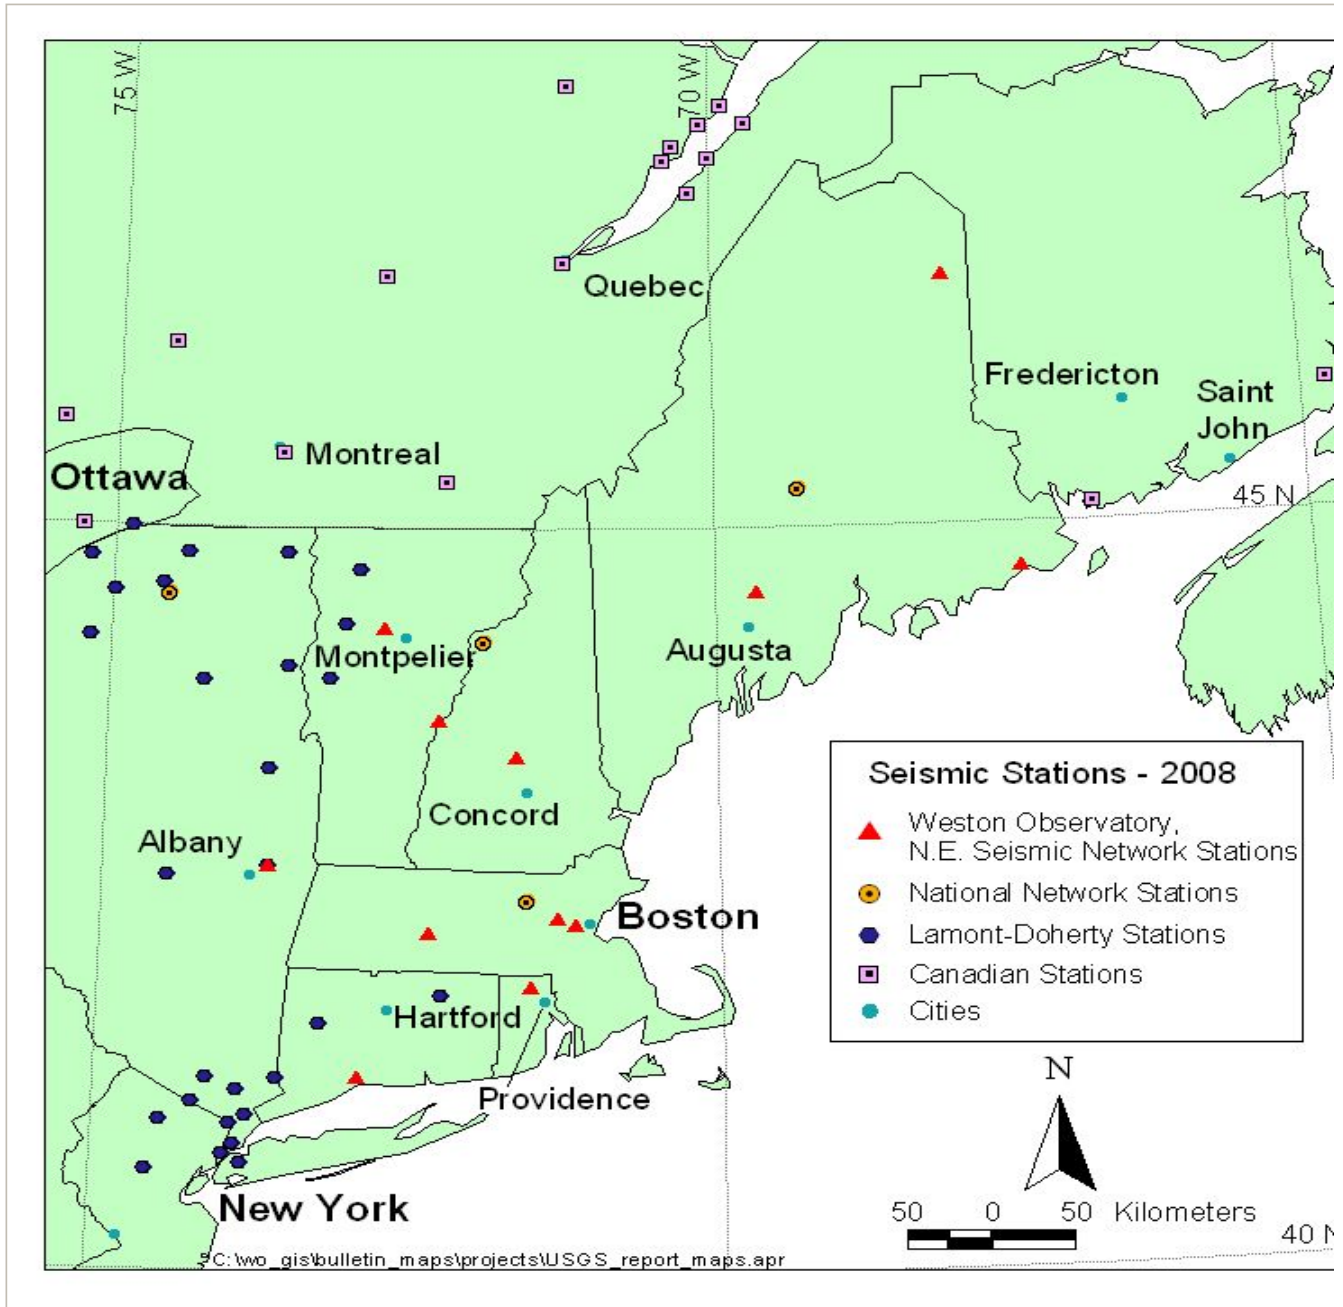 75 W
70 W
Quebec
Fredericton
Saint
John
Montreal
Ottawa
45 N
Montpelier
Augusta
Concord
Albany
Boston
Hartford
Providence
New York
Seismic Stations - 2008
Weston Observatory,
N.E. Seismic Network Stations
National Network Stations
Lamont-Doherty Stations
Canadian Stations
Cities
N
50 0 50 Kilometers
40 N
C:\wo_gis\bulletin_maps\projects\USGS_report_maps.apr